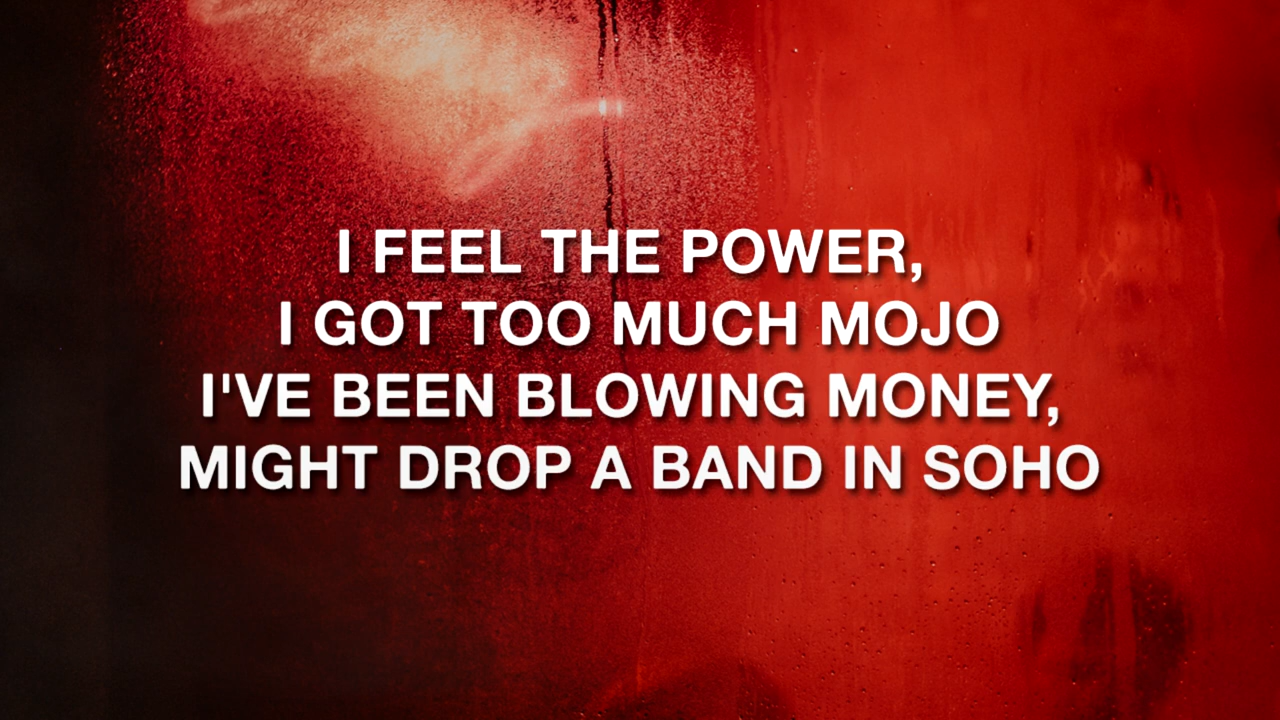 I FEEL THE POWER,
I GOT TOO MUCH MOJO
I'VE BEEN BLOWING MONEY,
MIGHT DROP A BAND IN SOHO